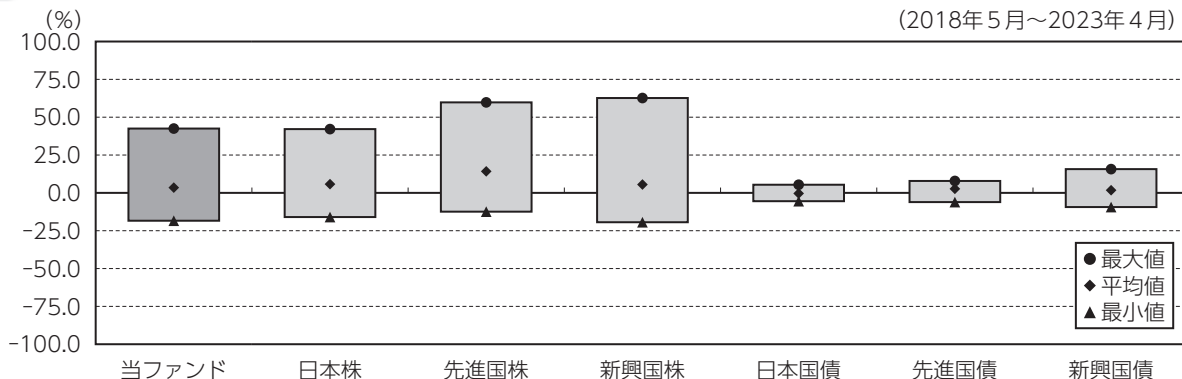 (%)
(2018年5月～2023年4月)
100.0
75.0
50.0
25.0
0.0
-25.0
-50.0
-75.0
-100.0
●最大値
◆平均値
▲最小値
当ファンド 日本株 先進国株 新興国株 日本国債 先進国債 新興国債